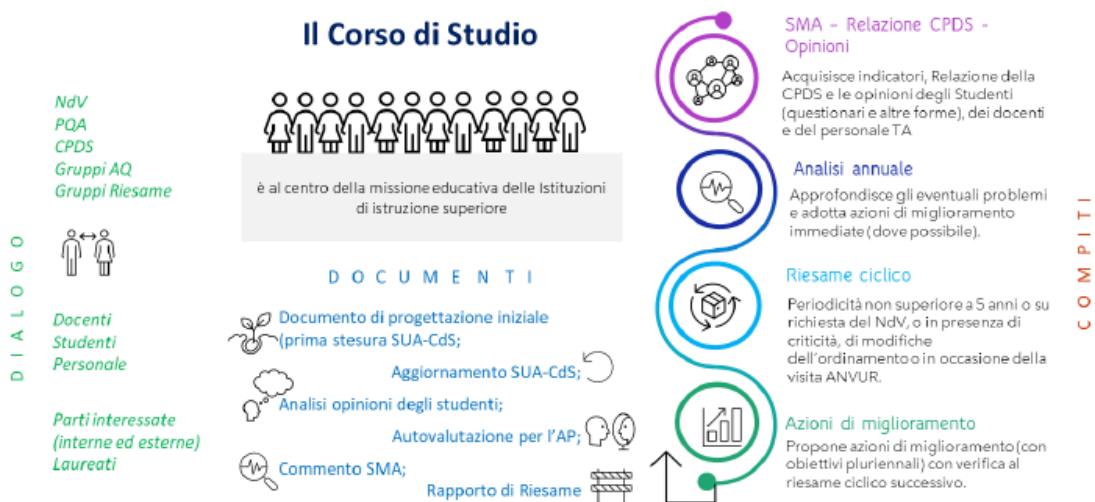 Il Corso di Studio
NdV
PQA
CPDS
Gruppi AQ
Gruppi Riesame
DIALOGO
Docenti
Studenti
Personale
Parti interessate
(interne ed esterne)
Laureati
è al centro della missione educativa delle Istituzioni
di istruzione superiore
DOCUMENTI
Documento di progettazione iniziale
(prima stesura SUA-CdS;
Aggiornamento SUA-CdS;
Analisi opinioni degli studenti;
Autovalutazione per l'AP;
Commento SMA;
Rapporto di Riesame
SMA - Relazione CPDS -
Opinioni
Acquisisce indicatori, Relazione della
CPDS e le opinioni degli Studenti
(questionari e altre forme), dei docenti
e del personale TA
Analisi annuale
Approfondisce gli eventuali problemi
e adotta azioni di miglioramento
immediate (dove possibile).
Riesame ciclico
Periodicità non superiore a 5 anni o su
richiesta del NdV, o in presenza di
criticità, di modifiche
dell'ordinamento o in occasione della
visita ANVUR.
Azioni di miglioramento
Propone azioni di miglioramento (con
obiettivi pluriennali) con verifica al
riesame ciclico successivo.
COMPITI